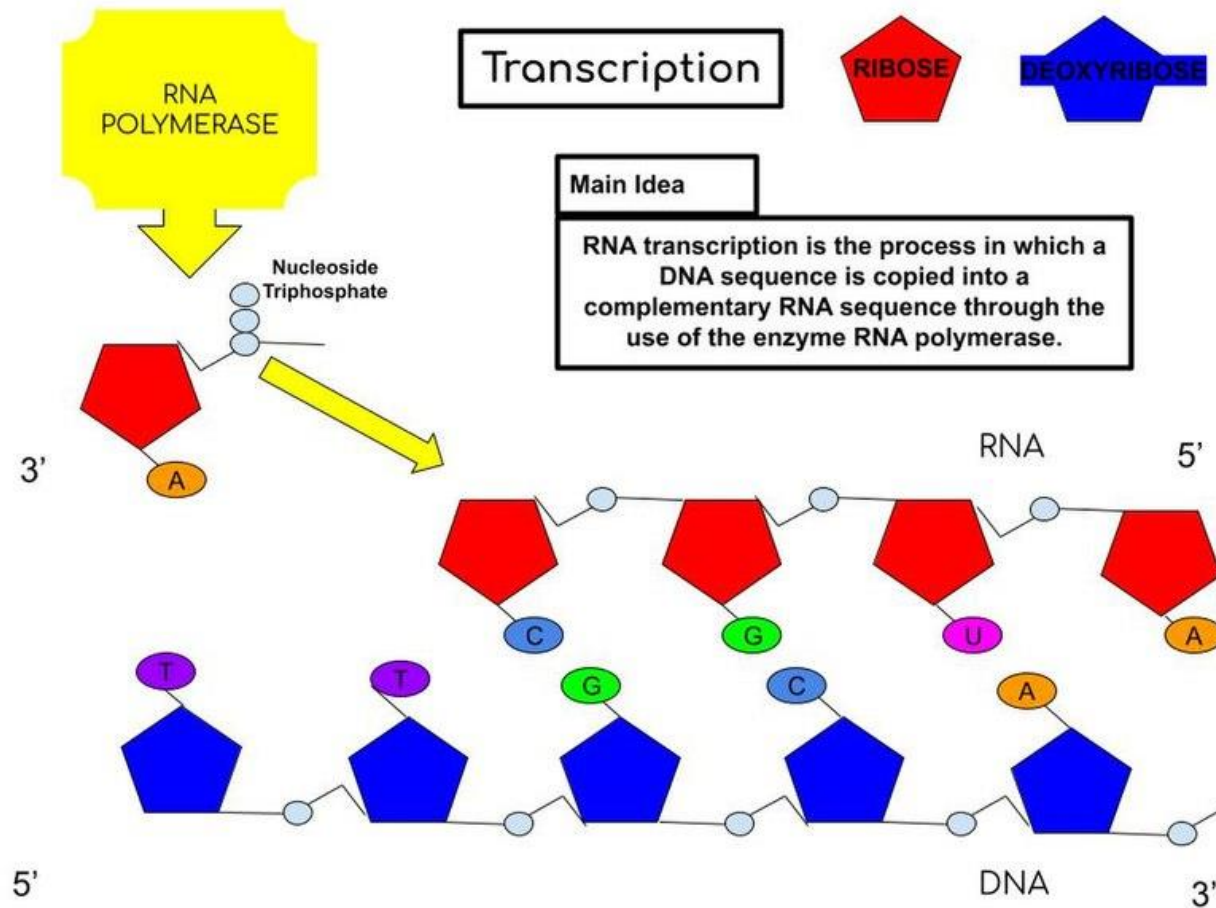 RNA
POLYMERASE
Transcription
RIBOSE
DEOXYRIBOSE
Main Idea
RNA transcription is the process in which a
DNA sequence is copied into a
complementary RNA sequence through the
use of the enzyme RNA polymerase.
Nucleoside
Triphosphate
3’
A
RNA
5’
C
G
U
A
T
T
G
C
A
5’
DNA
3’